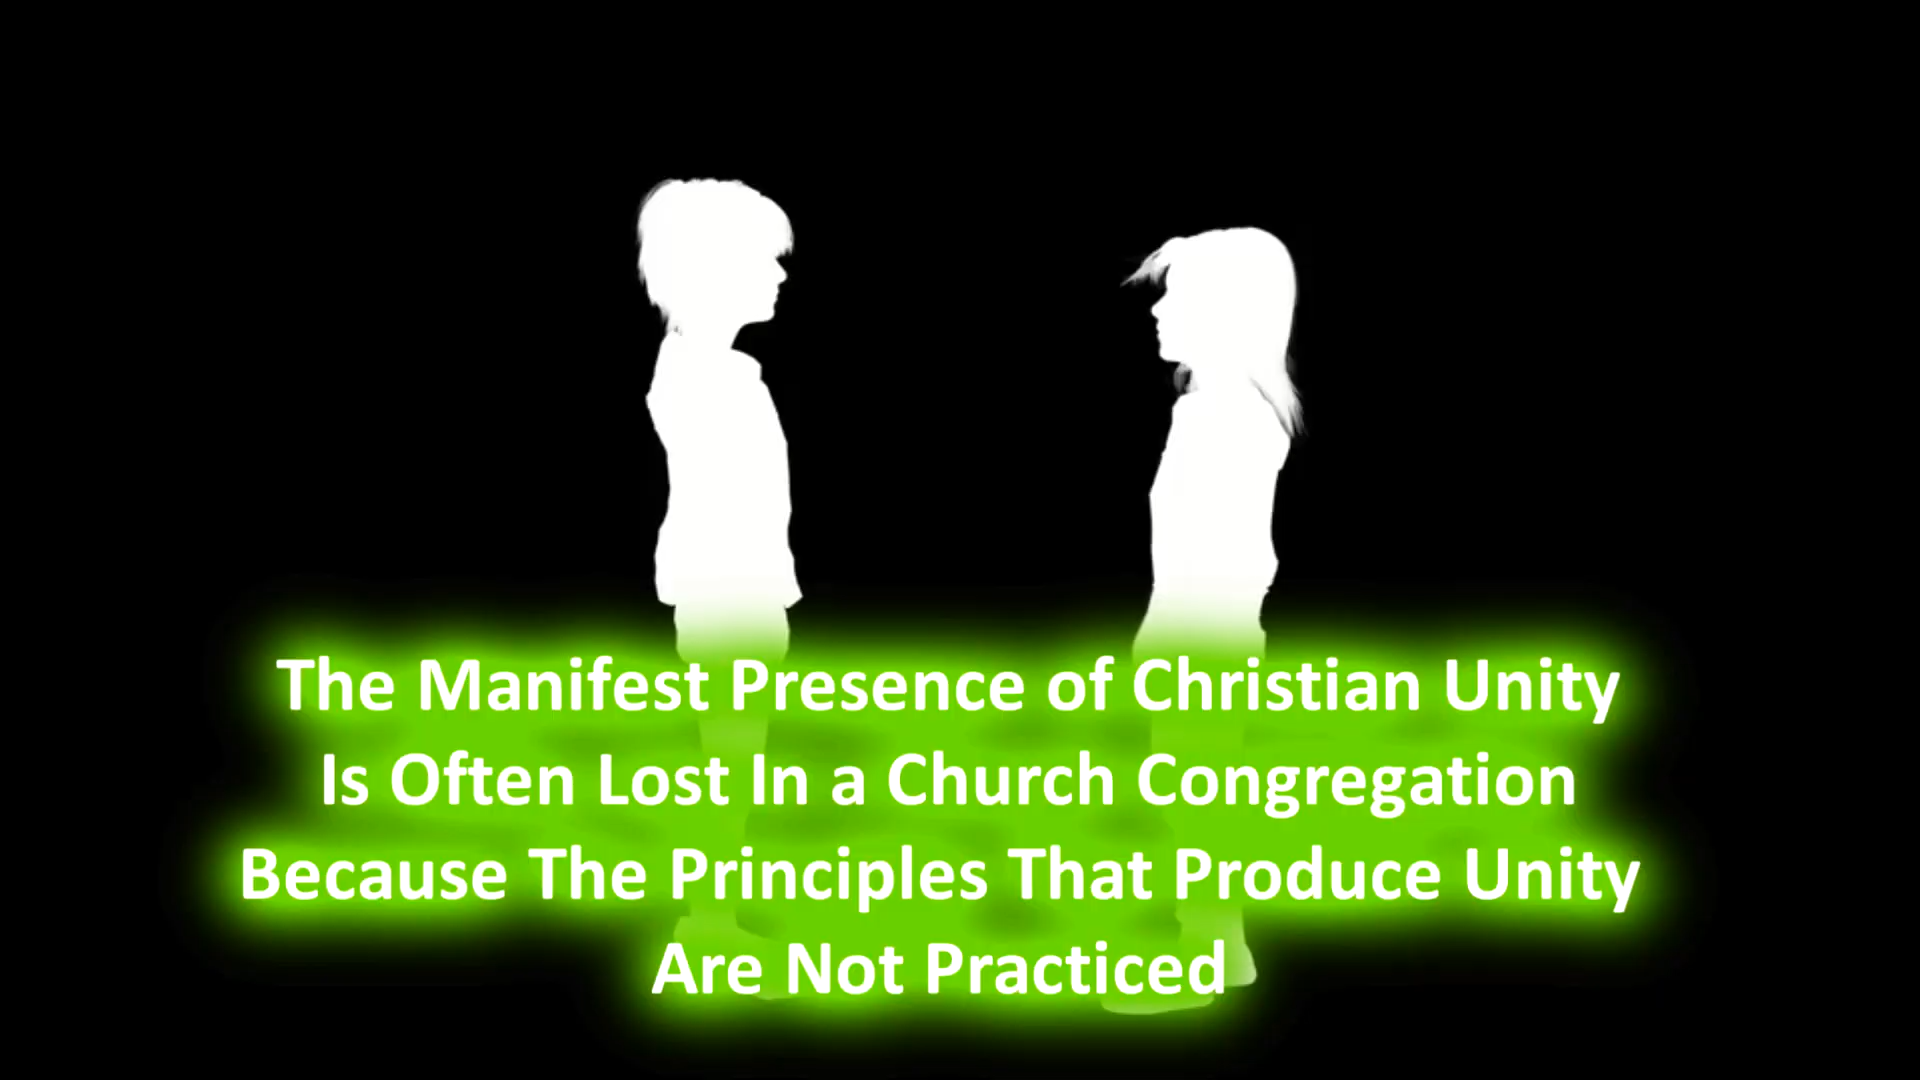 The Manifest Presence of Christian Unity
Is Often Lost In a Church Congregation
Because The Principles That Produce Unity
Are Not Practiced